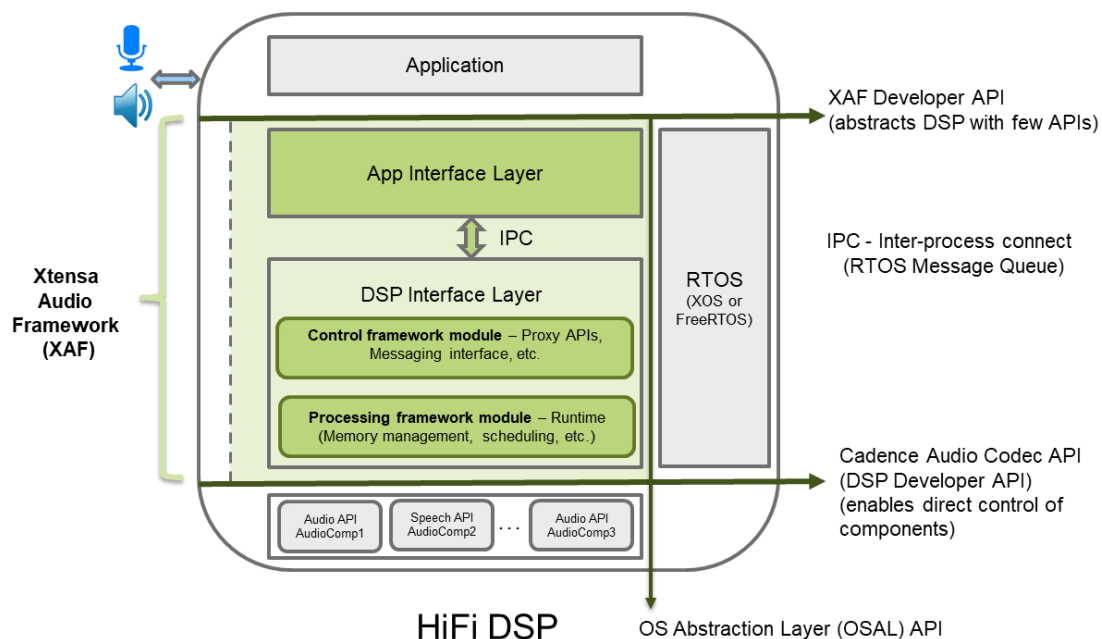 Application
XAF Developer API
(abstracts DSP with few APIs)
App Interface Layer
IPC
IPC - Inter-process connect
(RTOS Message Queue)
Xtensa
Audio
Framework
(XAF)
DSP Interface Layer
Control framework module – Proxy APIs,
Messaging interface, etc.
Processing framework module – Runtime
(Memory management, scheduling, etc.)
RTOS
(XOS or
FreeRTOS)
Cadence Audio Codec API
(DSP Developer API)
(enables direct control of
components)
Audio API
AudioComp1
Speech API
AudioComp2
...
Audio API
AudioComp3
HiFi DSP
OS Abstraction Layer (OSAL) API